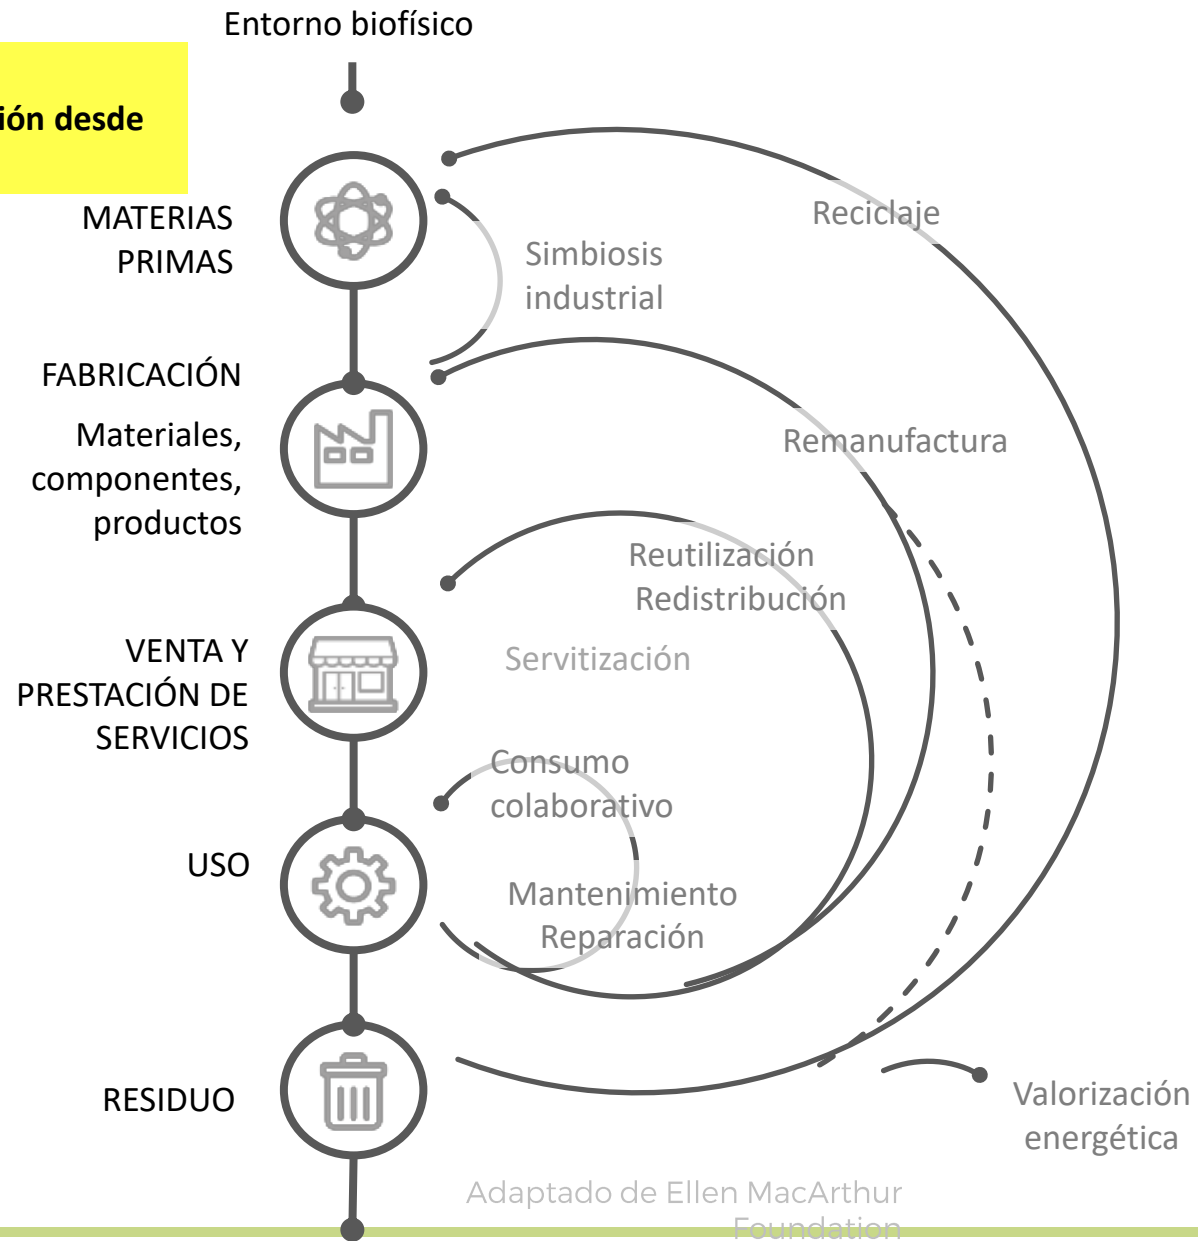 Entorno biofísico
ión desde
MATERIAS
PRIMAS
Reciclaje
Simbiosis
industrial
FABRICACIÓN
Materiales,
componentes,
productos
Remanufactura
Reutilización
Redistribución
VENTA Y
PRESTACIÓN DE
SERVICIOS
Servitización
Consumo
colaborativo
USO
Mantenimiento
Reparación
RESIDUO
Valorización
energética
Adaptado de Ellen MacArthur
Foundation